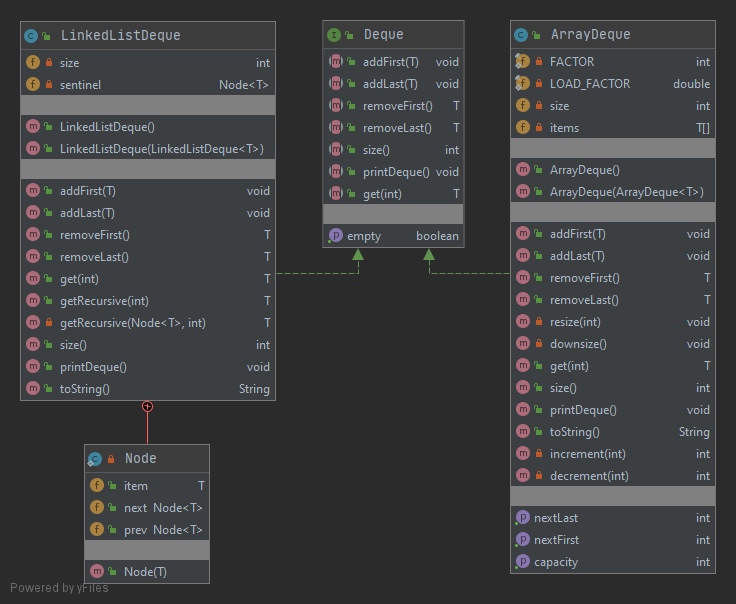 LinkedListDeque
size int
sentinel Node<T>
LinkedListDeque()
LinkedListDeque(LinkedListDeque<T>)
addFirst(T) void
addLast(T) void
removeFirst() T
removeLast() T
get(int) T
getRecursive(int) T
getRecursive(Node<T>, int) T
size() int
printDeque() void
toString() String
Node
item T
next Node<T>
prev Node<T>
Node(T)
Deque
addFirst(T) void
addLast(T) void
removeFirst() T
removeLast() T
size() int
printDeque() void
get(int) T
empty boolean
ArrayDeque
FACTOR int
LOAD_FACTOR double
size int
items T[]
ArrayDeque()
ArrayDeque(ArrayDeque<T>)
addFirst(T) void
addLast(T) void
removeFirst() T
removeLast() T
resize(int) void
downsize() void
get(int) T
size() int
printDeque() void
toString() String
increment(int) int
decrement(int) int
nextLast int
nextFirst int
capacity int
Powered by yFiles